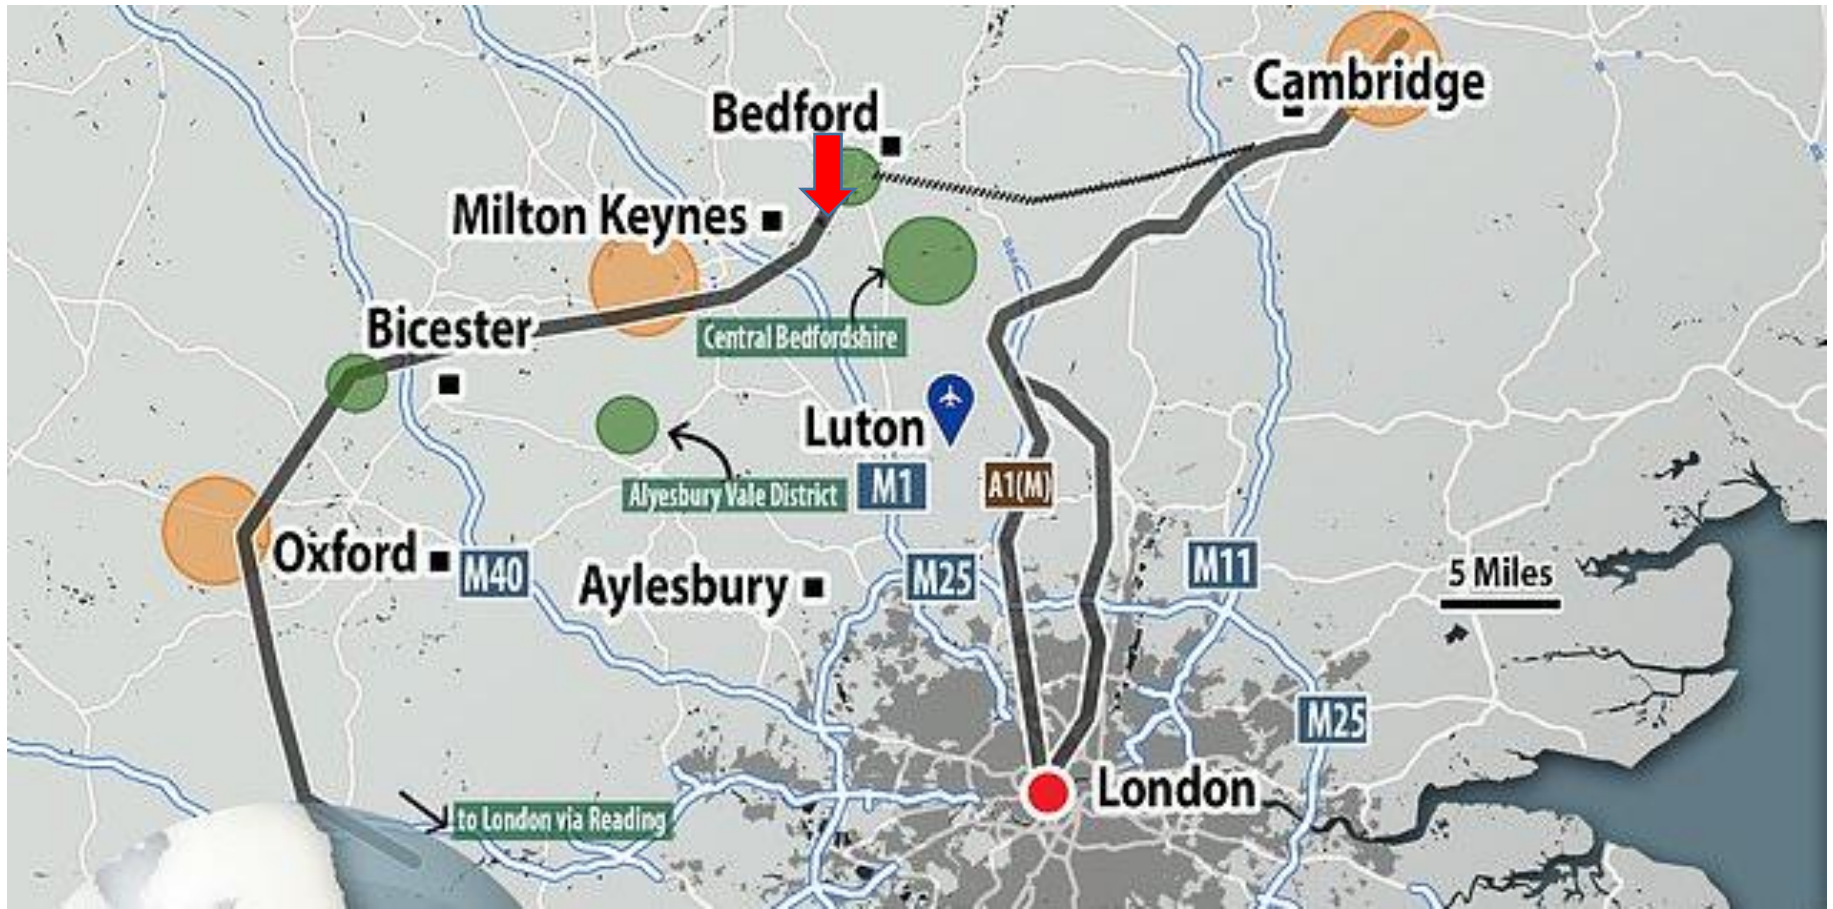 Cambridge
Bedford
Milton Keynes
Bicester
Central Bedfordshire
Luton
M1
A1(M)
Alyesbury Vale District
Oxford
M40
Aylesbury
M25
M11
5 Miles
M25
London
to London via Reading